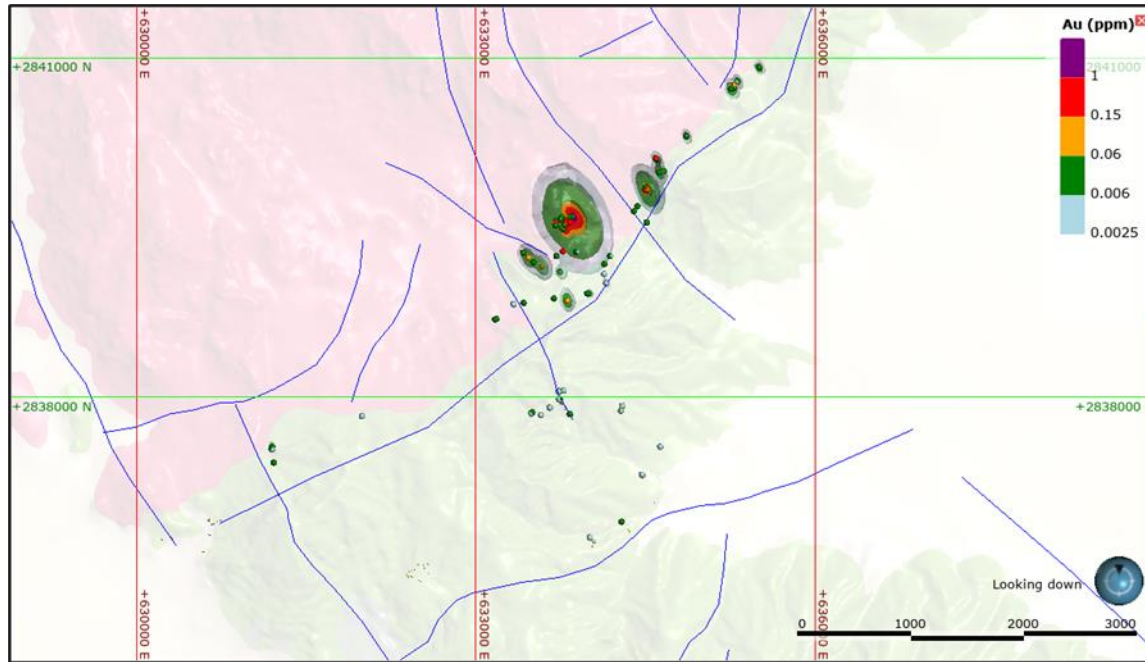 +630000 E
+633000 E
+636000 E
Au (ppm)
+2841000 N
+2841000
1
0.15
0.06
0.006
0.0025
+2838000 N
+2838000 N
Looking down
+630000 E
+633000 E
+636000 E
0 1000 2000 3000